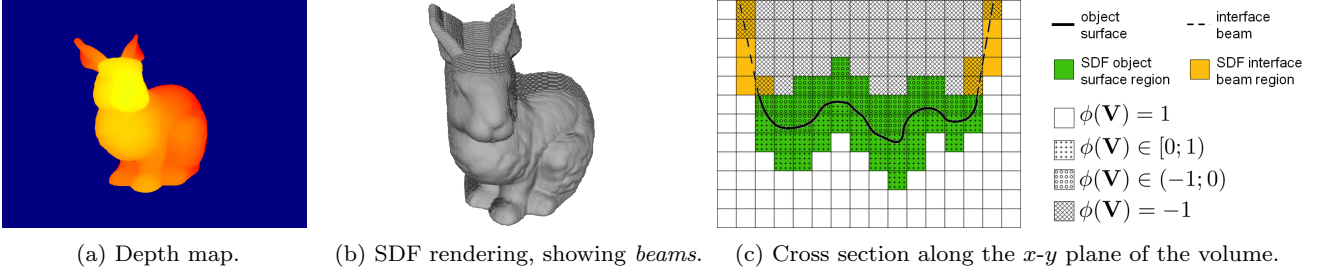 object
surface
interface
beam
SDF object
surface region
SDF interface
beam region
ϕ(V) = 1
ϕ(V) ∈ [0; 1)
ϕ(V) ∈ (−1; 0)
ϕ(V) = −1
(a) Depth map.
(b) SDF rendering, showing beams.
(c) Cross section along the x-y plane of the volume.